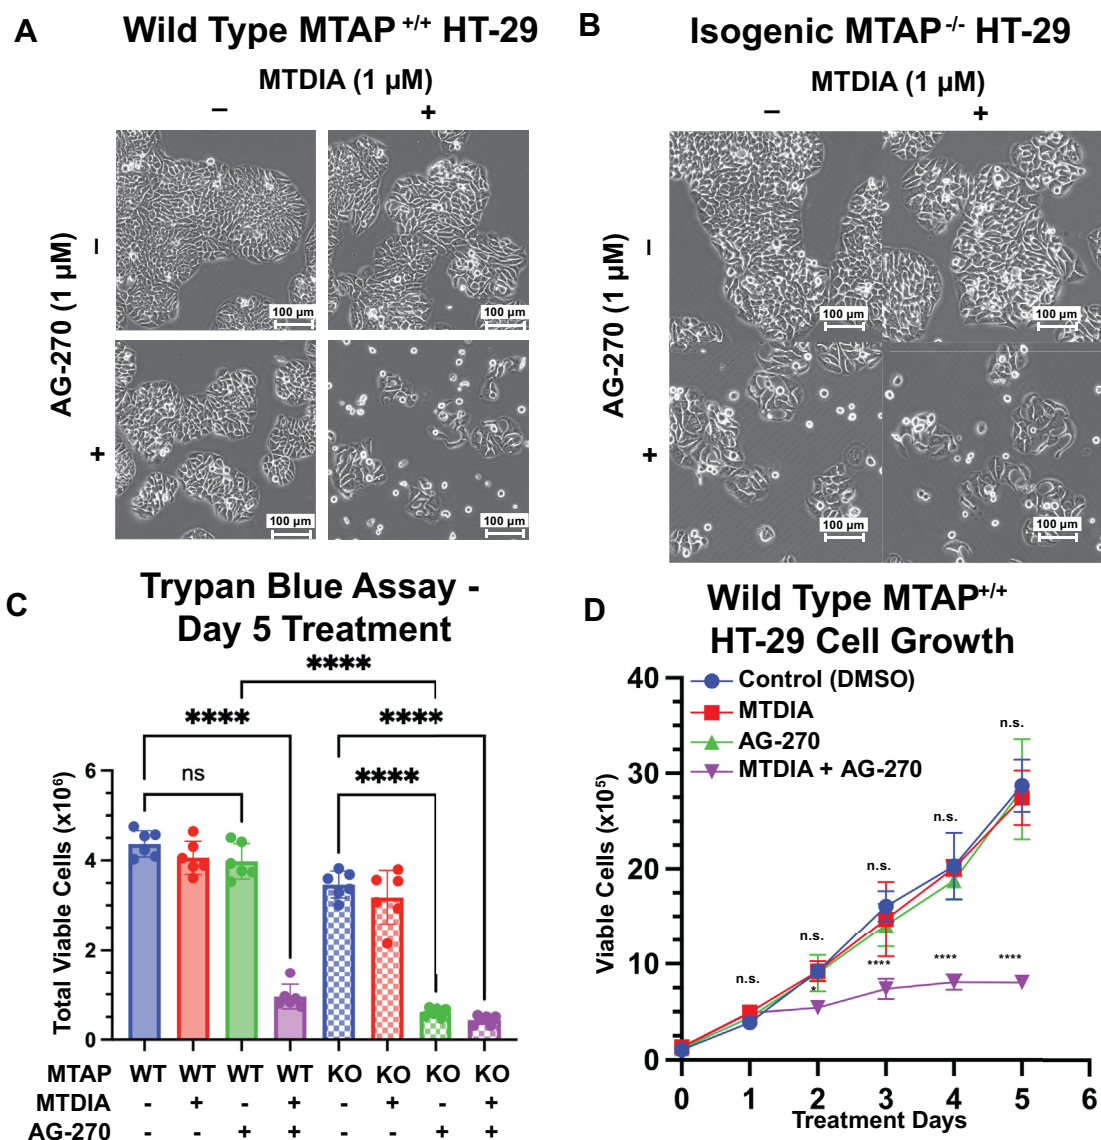 A
Wild Type MTAP +/+ HT-29
MTDIA (1 µM)
–
+
AG-270 (1 µM)
–
+
100 µm
100 µm
100 µm
100 µm
B
Isogenic MTAP-/- HT-29
MTDIA (1 µM)
–
+
AG-270 (1 µM)
–
+
100 µm
100 µm
100 µm
100 µm
C
Trypan Blue Assay -
Day 5 Treatment
****
****
****
ns
****
Total Viable Cells (x10⁶)
6
4
2
0
MTAP WT WT WT WT KO KO KO KO
MTDIA - + - + - + - +
AG-270 - - + + - - + +
D
Wild Type MTAP+/+
HT-29 Cell Growth
Control (DMSO)
MTDIA
AG-270
MTDIA + AG-270
Viable Cells (x10⁵)
40
30
20
10
0
n.s.
n.s.
n.s.
n.s.
n.s.
*
****
****
****
0 1 2 3 4 5 6
Treatment Days